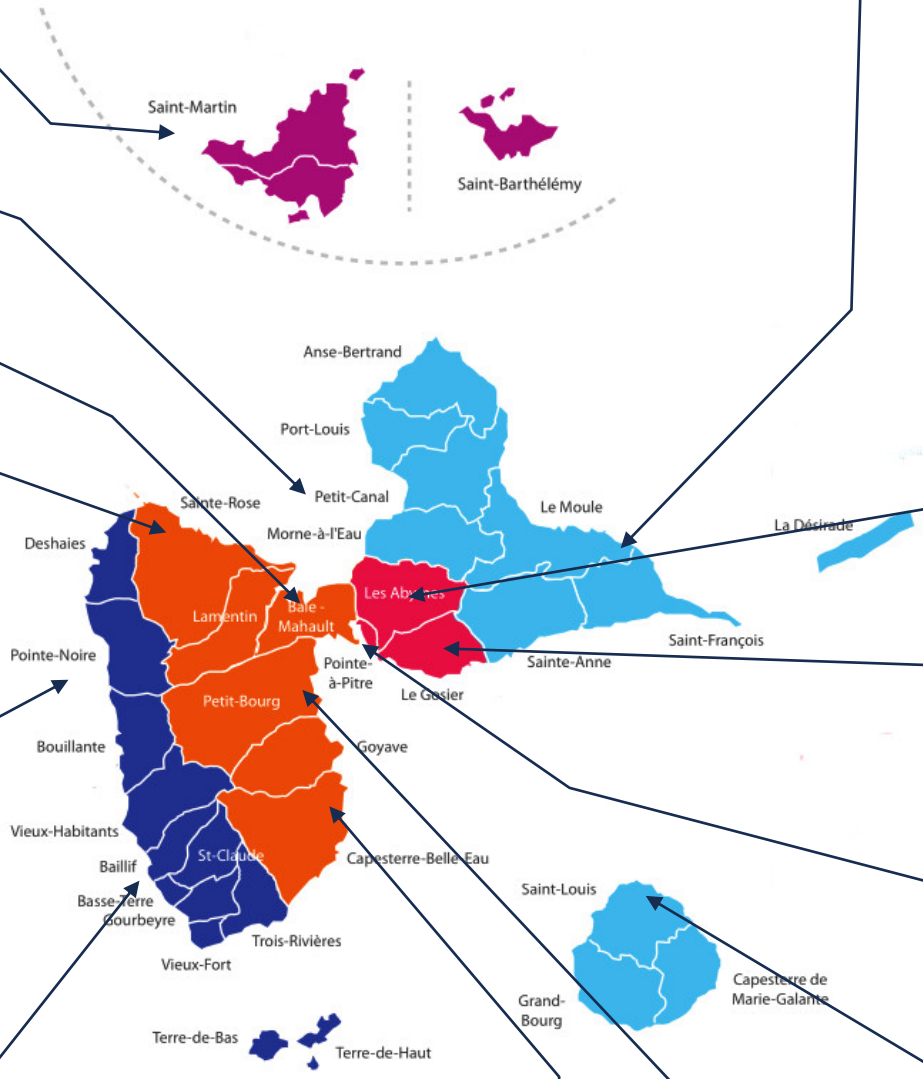 Saint-Martin
Saint-Barthélémy
Anse-Bertrand
Port-Louis
Petit-Canal
Sainte-Rose
Le Moule
Morne-à-l'Eau
La Désirade
Deshaies
Les Abymes
Lamentin
Baie -
Mahault
Saint-François
Pointe-Noire
Pointe-
à-Pitre
Sainte-Anne
Le Gosier
Petit-Bourg
Bouillante
Goyave
Vieux-Habitants
St-Claude
Capesterre-Belle-Eau
Baillif
Basse-Terre
Gourbeyre
Saint-Louis
Trois-Rivières
Vieux-Fort
Capesterre de
Marie-Galante
Grand-
Bourg
Terre-de-Bas
Terre-de-Haut